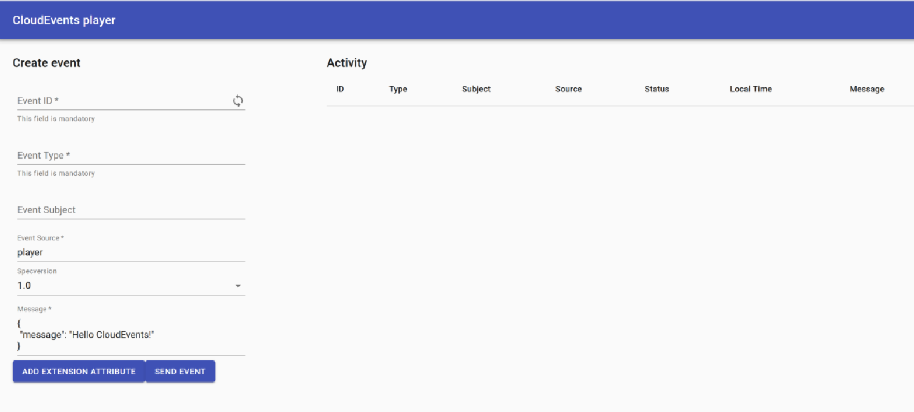 CloudEvents player
Create event
Event ID *
This field is mandatory
Event Type *
This field is mandatory
Event Subject
Event Source *
player
Specversion
1.0
Message *
{
"message": "Hello CloudEvents!"
}
ADD EXTENSION ATTRIBUTE SEND EVENT
Activity
ID Type Subject Source Status Local Time Message